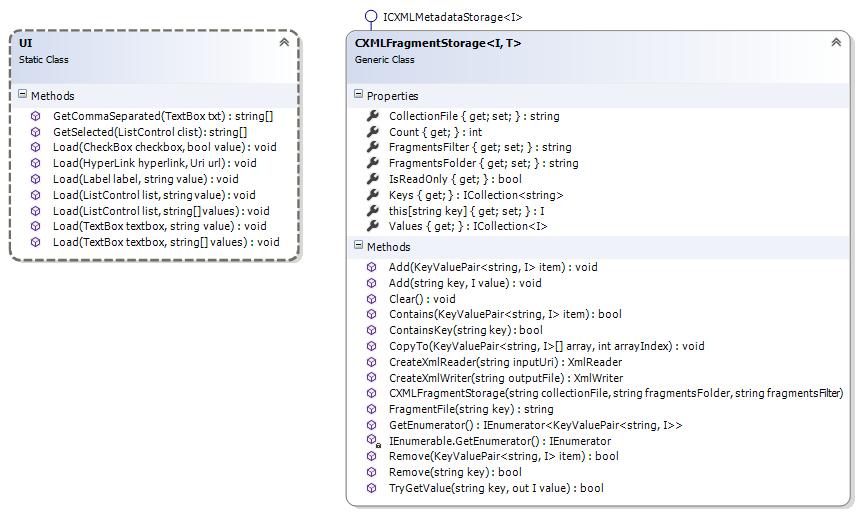 UI
Static Class
Methods
GetCommaSeparated(TextBox txt) : string[]
GetSelected(ListControl clist) : string[]
Load(CheckBox checkbox, bool value) : void
Load(HyperLink hyperlink, Uri url) : void
Load(Label label, string value) : void
Load(ListControl list, string value) : void
Load(ListControl list, string[] values) : void
Load(TextBox textbox, string value) : void
Load(TextBox textbox, string[] values) : void
ICXMLMetadataStorage<I>
CXMLFragmentStorage<I, T>
Generic Class
Properties
CollectionFile { get; set; } : string
Count { get; } : int
FragmentsFilter { get; set; } : string
FragmentsFolder { get; set; } : string
IsReadOnly { get; } : bool
Keys { get; } : ICollection<string>
this[string key] { get; set; } : I
Values { get; } : ICollection<I>
Methods
Add(KeyValuePair<string, I> item) : void
Add(string key, I value) : void
Clear() : void
Contains(KeyValuePair<string, I> item) : bool
ContainsKey(string key) : bool
CopyTo(KeyValuePair<string, I>[] array, int arrayIndex) : void
CreateXmlReader(string inputUri) : XmlReader
CreateXmlWriter(string outputFile) : XmlWriter
CXMLFragmentStorage(string collectionFile, string fragmentsFolder, string fragmentsFilter)
FragmentFile(string key) : string
GetEnumerator() : IEnumerator<KeyValuePair<string, I>>
IEnumerable.GetEnumerator() : IEnumerator
Remove(KeyValuePair<string, I> item) : bool
Remove(string key) : bool
TryGetValue(string key, out I value) : bool